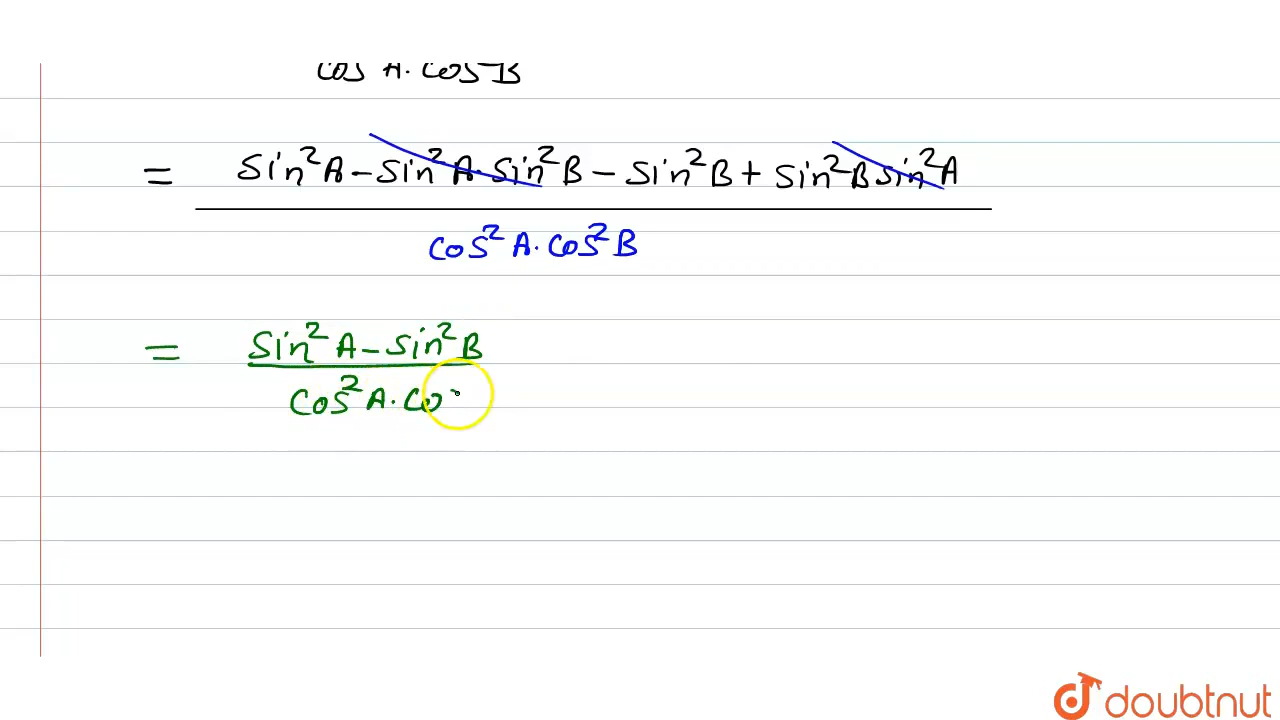 cos A. cos B
= Sin²A - Sin²A. Sin²B - Sin²B + Sin²B Sin²A
cos²A. cos²B
= Sin²A - Sin²B
cos²A. Co
doubtnut